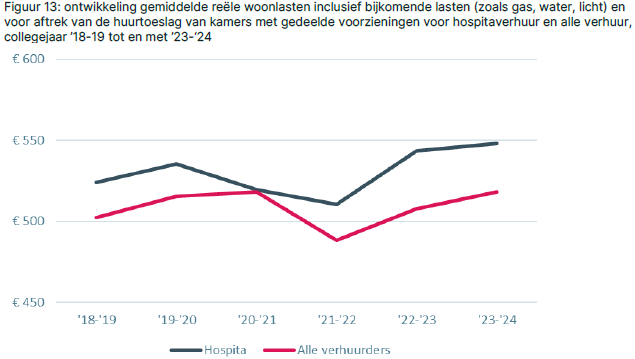 Figuur 13: ontwikkeling gemiddelde reële woonlasten inclusief bijkomende lasten (zoals gas, water, licht) en
voor aftrek van de huurtoeslag van kamers met gedeelde voorzieningen voor hospitaverhuur en alle verhuur,
collegejaar '18-19 tot en met '23-'24
€ 600
€ 550
€ 500
€ 450
'18-'19 '19-'20 '20-'21 '21-'22 '22-'23 '23-'24
Hospita Alle verhuurders